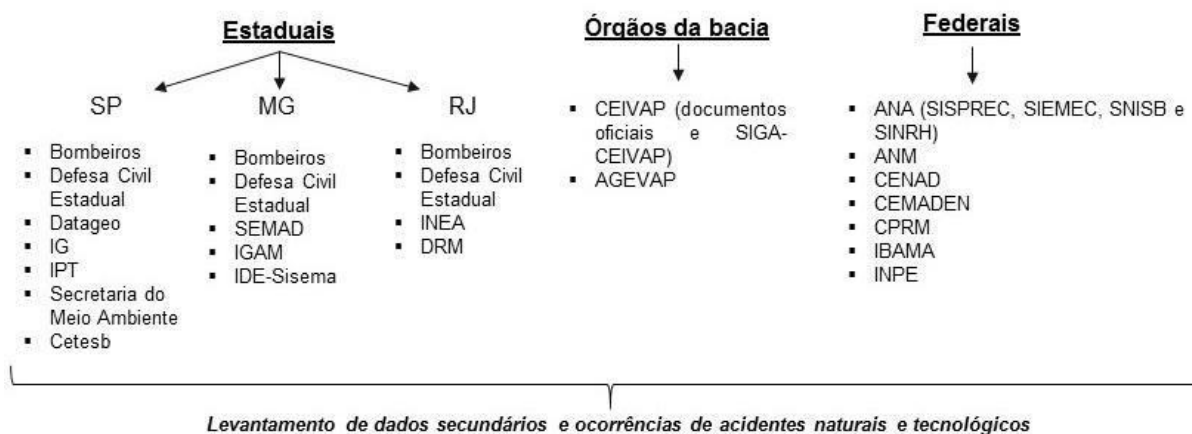 Estaduais
SP
▪ Bombeiros
▪ Defesa Civil
Estadual
▪ Datageo
▪ IG
▪ IPT
▪ Secretaria do
Meio Ambiente
▪ Cetesb
MG
▪ Bombeiros
▪ Defesa Civil
Estadual
▪ SEMAD
▪ IGAM
▪ IDE-Sisema
RJ
▪ Bombeiros
▪ Defesa Civil
Estadual
▪ INEA
▪ DRM
Órgãos da bacia
▪ CEIVAP (documentos
oficiais e SIGA-
CEIVAP)
▪ AGEVAP
Federais
▪ ANA (SISPREC, SIEMEC, SNISB e
SINRH)
▪ ANM
▪ CENAD
▪ CEMADEN
▪ CPRM
▪ IBAMA
▪ INPE
Levantamento de dados secundários e ocorrências de acidentes naturais e tecnológicos